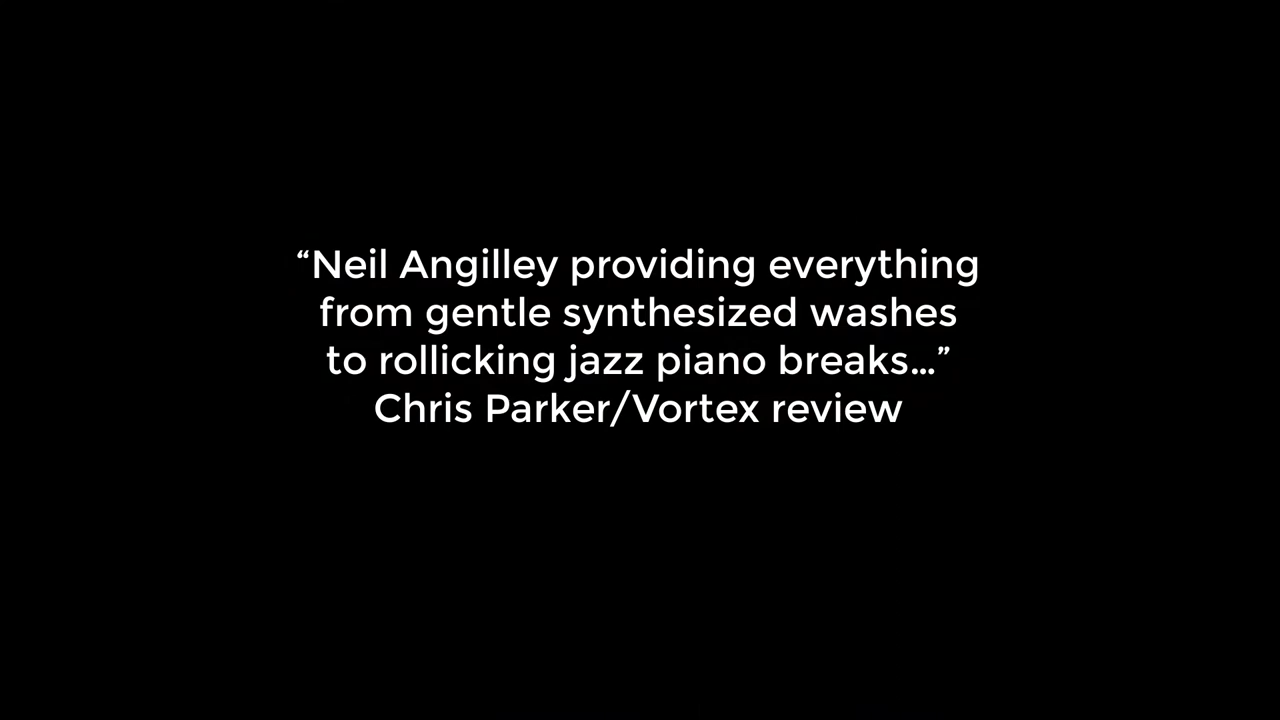 “Neil Angilley providing everything
from gentle synthesized washes
to rollicking jazz piano breaks...”
Chris Parker/Vortex review